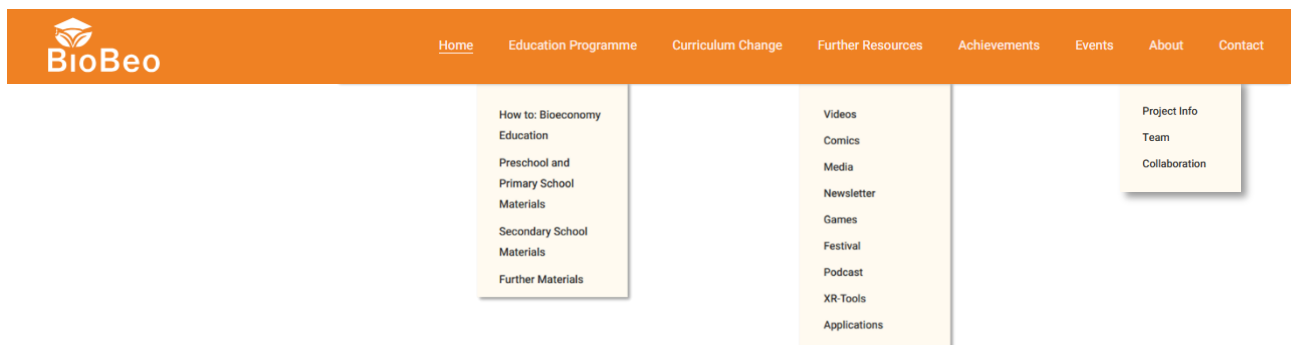 BioBeo
Home Education Programme Curriculum Change Further Resources Achievements Events About Contact
How to: Bioeconomy
Education
Preschool and
Primary School
Materials
Secondary School
Materials
Further Materials
Videos
Comics
Media
Newsletter
Games
Festival
Podcast
XR-Tools
Applications
Project Info
Team
Collaboration